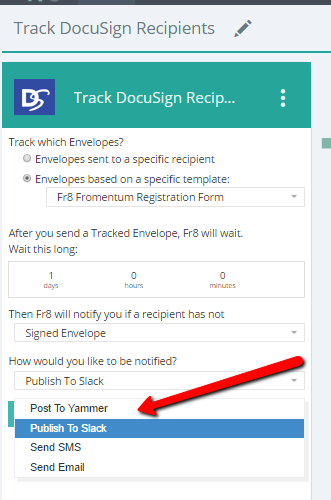 Track DocuSign Recipients
DS
Track DocuSign Recip...
Track which Envelopes?
Envelopes sent to a specific recipient
Envelopes based on a specific template:
Fr8 Fromentum Registration Form
After you send a Tracked Envelope, Fr8 will wait.
Wait this long:
1 0 0
days hours minutes
Then Fr8 will notify you if a recipient has not
Signed Envelope
How would you like to be notified?
Publish To Slack
Post To Yammer
Publish To Slack
Send SMS
Send Email